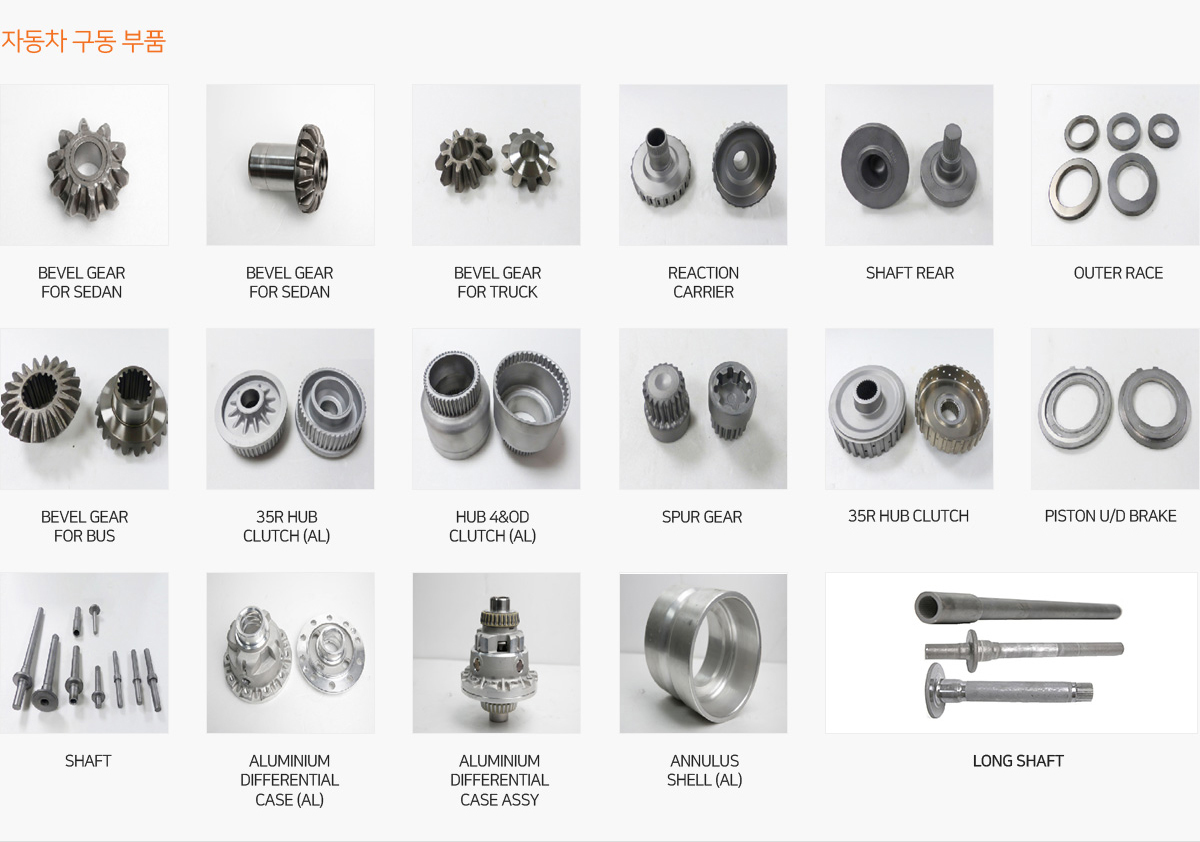 자동차 구동 부품
BEVEL GEAR
FOR SEDAN
BEVEL GEAR
FOR SEDAN
BEVEL GEAR
FOR TRUCK
REACTION
CARRIER
SHAFT REAR
OUTER RACE
BEVEL GEAR
FOR BUS
35R HUB
CLUTCH (AL)
HUB 4&OD
CLUTCH (AL)
SPUR GEAR
35R HUB CLUTCH
PISTON U/D BRAKE
SHAFT
ALUMINIUM
DIFFERENTIAL
CASE (AL)
ALUMINIUM
DIFFERENTIAL
CASE ASSY
ANNULUS
SHELL (AL)
LONG SHAFT